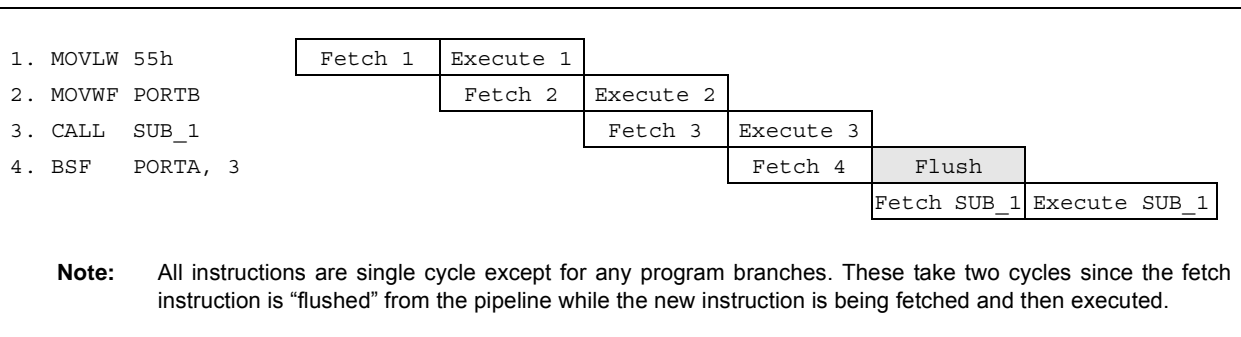 1. MOVLW 55h Fetch 1 Execute 1
2. MOVWF PORTB Fetch 2 Execute 2
3. CALL SUB_1 Fetch 3 Execute 3
4. BSF PORTA, 3 Fetch 4 Flush
Fetch SUB_1 Execute SUB_1
Note: All instructions are single cycle except for any program branches. These take two cycles since the fetch
instruction is “flushed” from the pipeline while the new instruction is being fetched and then executed.